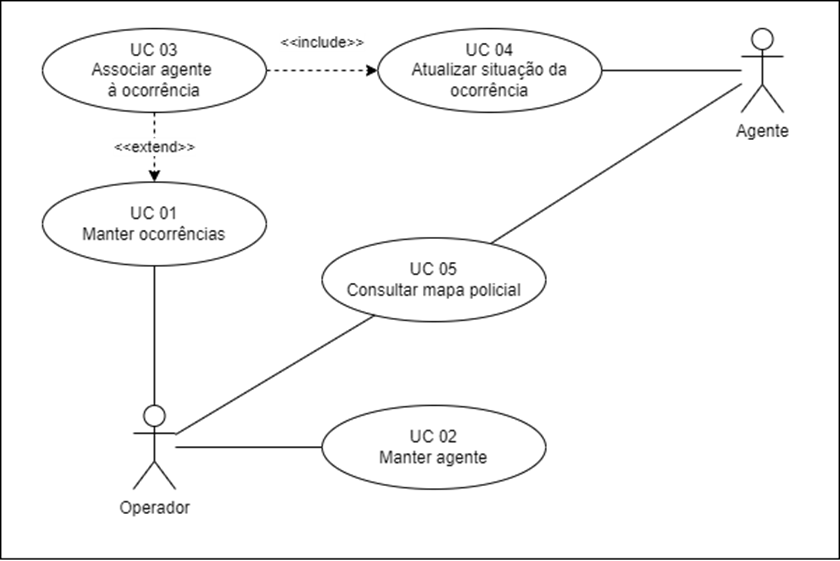 UC 03
Associar agente
à ocorrência
<<include>>
UC 04
Atualizar situação da
ocorrência
Agente
<<extend>>
UC 01
Manter ocorrências
UC 05
Consultar mapa policial
UC 02
Manter agente
Operador